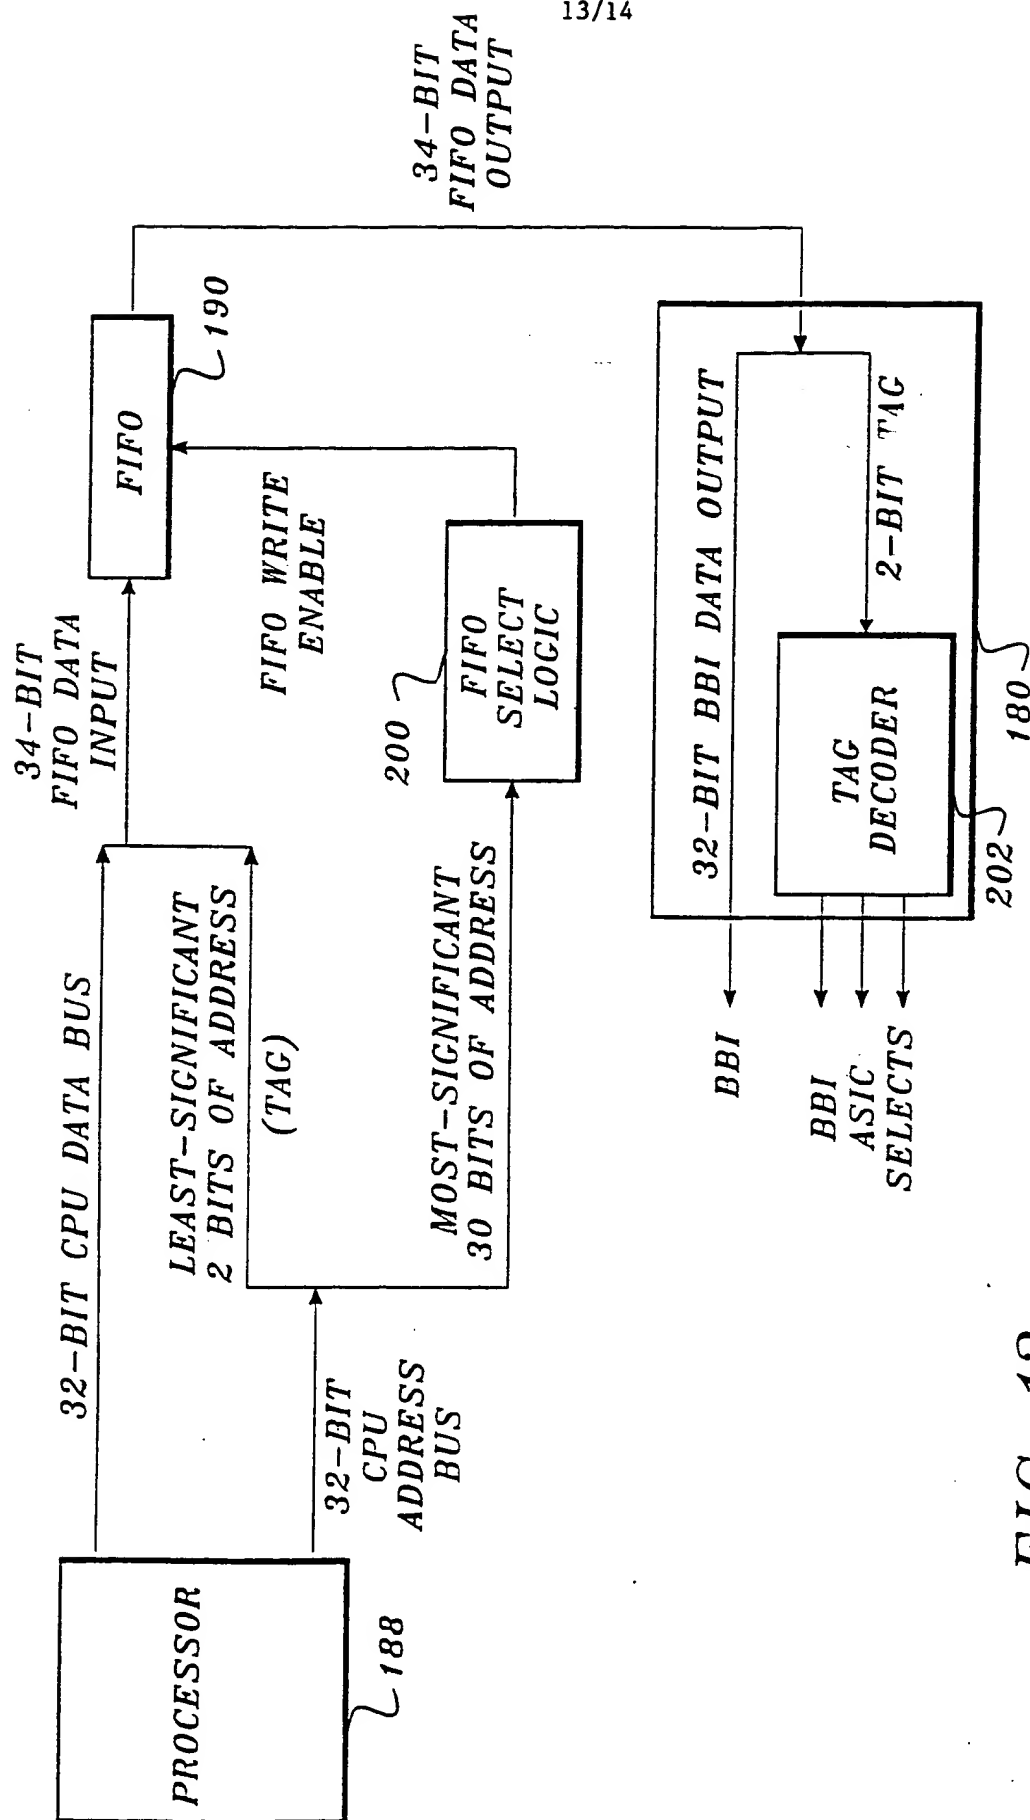 13/14
32-BIT CPU DATA BUS
34-BIT
FIFO DATA
INPUT
FIFO
190
34-BIT
FIFO DATA
OUTPUT
LEAST-SIGNIFICANT
2 BITS OF ADDRESS
(TAG)
FIFO WRITE
ENABLE
PROCESSOR
188
32-BIT
CPU
ADDRESS
BUS
MOST-SIGNIFICANT
30 BITS OF ADDRESS
200
FIFO
SELECT
LOGIC
BBI
32-BIT BBI DATA OUTPUT
BBI
ASIC
SELECTS
TAG
DECODER
2-BIT TAG
202
180